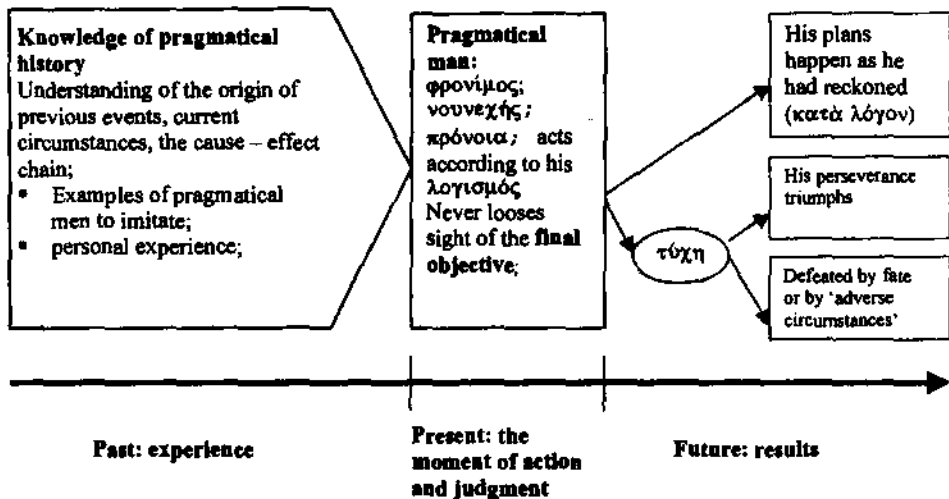 Knowledge of pragmatical
history
Understanding of the origin of
previous events, current
circumstances, the cause – effect
chain;
▪ Examples of pragmatical
men to imitate;
▪ personal experience;
Pragmatical
man:
φρονίμος;
νουνεχής;
πρόνοια; acts
according to his
λογισμός
Never looses
sight of the final
objective;
τύχη
His plans
happen as he
had reckoned
(κατὰ λόγον)
His perseverance
triumphs
Defeated by fate
or by ‘adverse
circumstances’
Past: experience
Present: the
moment of action
and judgment
Future: results